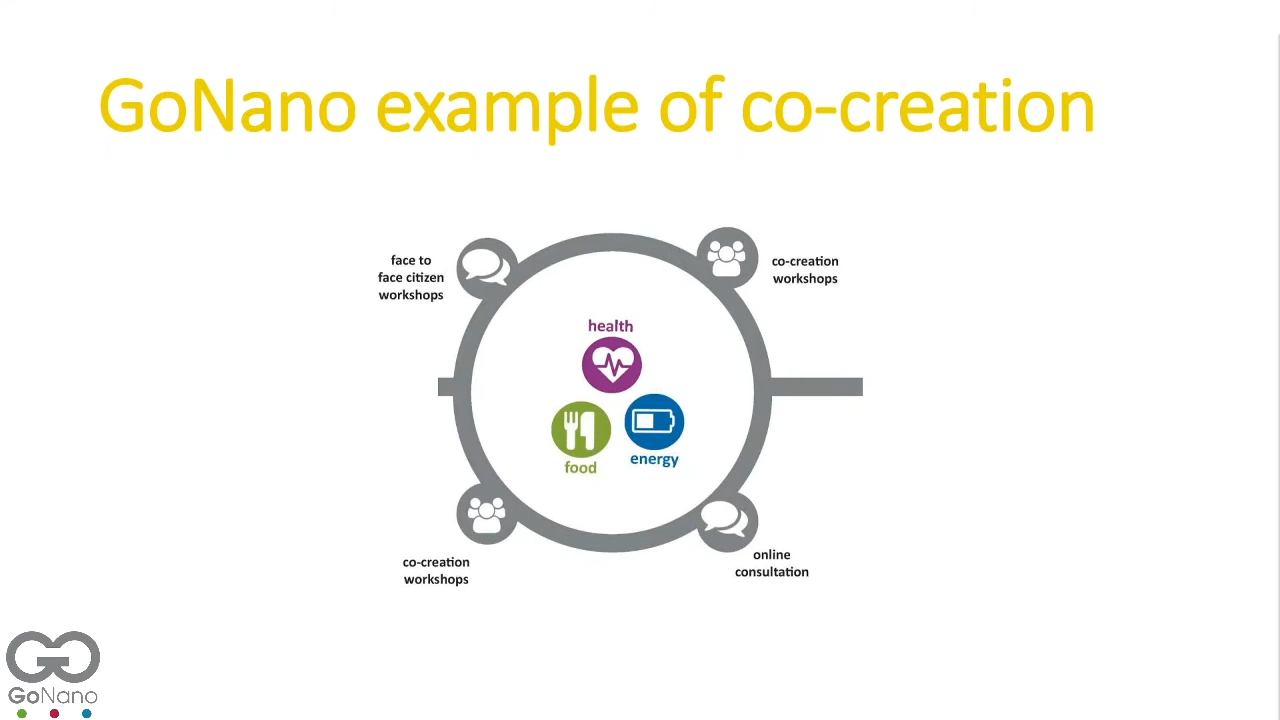 GoNano example of co-creation
face to
face citizen
workshops
co-creation
workshops
health
food
energy
co-creation
workshops
online
consultation
GoNano